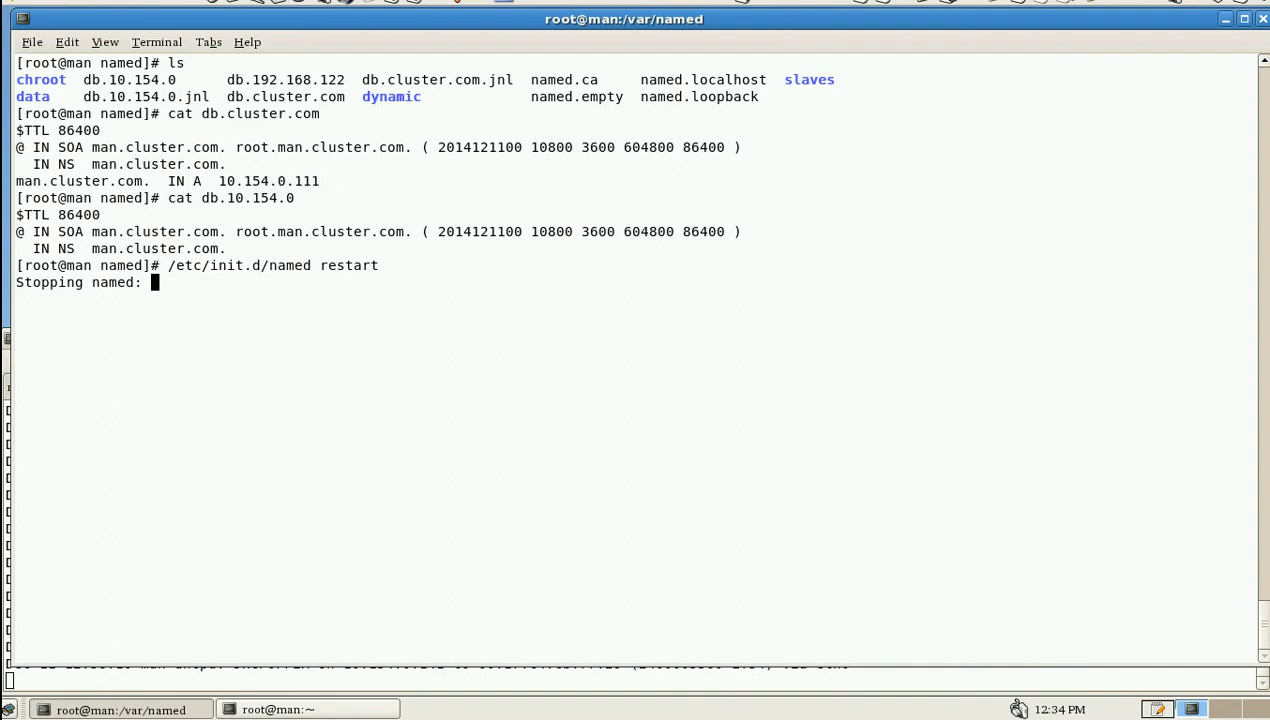 root@man:/var/named
File Edit View Terminal Tabs Help
[root@man named]# ls
chroot db.10.154.0 db.192.168.122 db.cluster.com.jnl named.ca named.localhost slaves
data db.10.154.0.jnl db.cluster.com dynamic named.empty named.loopback
[root@man named]# cat db.cluster.com
$TTL 86400
@ IN SOA man.cluster.com. root.man.cluster.com. ( 2014121100 10800 3600 604800 86400 )
IN NS man.cluster.com.
man.cluster.com. IN A 10.154.0.111
[root@man named]# cat db.10.154.0
$TTL 86400
@ IN SOA man.cluster.com. root.man.cluster.com. ( 2014121100 10800 3600 604800 86400 )
IN NS man.cluster.com.
[root@man named]# /etc/init.d/named restart
Stopping named:
root@man:/var/named
root@man:~
12:34 PM